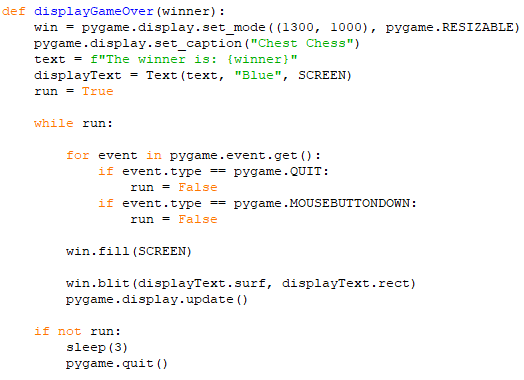 def displayGameOver(winner):
    win = pygame.display.set_mode((1300, 1000), pygame.RESIZABLE)
    pygame.display.set_caption("Chest Chess")
    text = f"The winner is: {winner}"
    displayText = Text(text, "Blue", SCREEN)
    run = True

    while run:

        for event in pygame.event.get():
            if event.type == pygame.QUIT:
                run = False
            if event.type == pygame.MOUSEBUTTONDOWN:
                run = False

        win.fill(SCREEN)

        win.blit(displayText.surf, displayText.rect)
        pygame.display.update()

    if not run:
        sleep(3)
        pygame.quit()